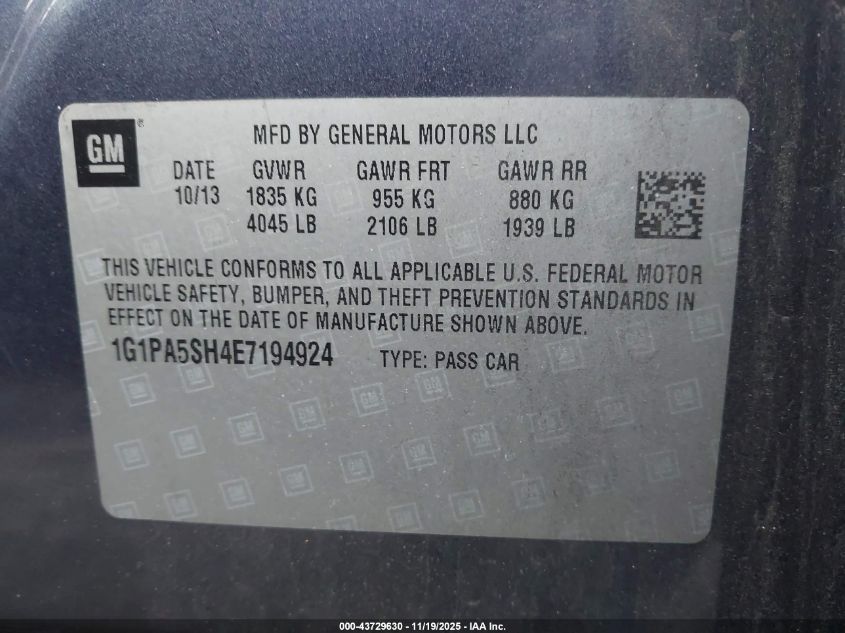 GM ®
MFD BY GENERAL MOTORS LLC
DATE GVWR GAWR FRT GAWR RR
10/13 1835 KG 955 KG 880 KG
4045 LB 2106 LB 1939 LB
THIS VEHICLE CONFORMS TO ALL APPLICABLE U.S. FEDERAL MOTOR
VEHICLE SAFETY, BUMPER, AND THEFT PREVENTION STANDARDS IN
EFFECT ON THE DATE OF MANUFACTURE SHOWN ABOVE.
1G1PA5SH4E7194924 TYPE: PASS CAR
000-43729630 - 11/19/2025 - IAA Inc.